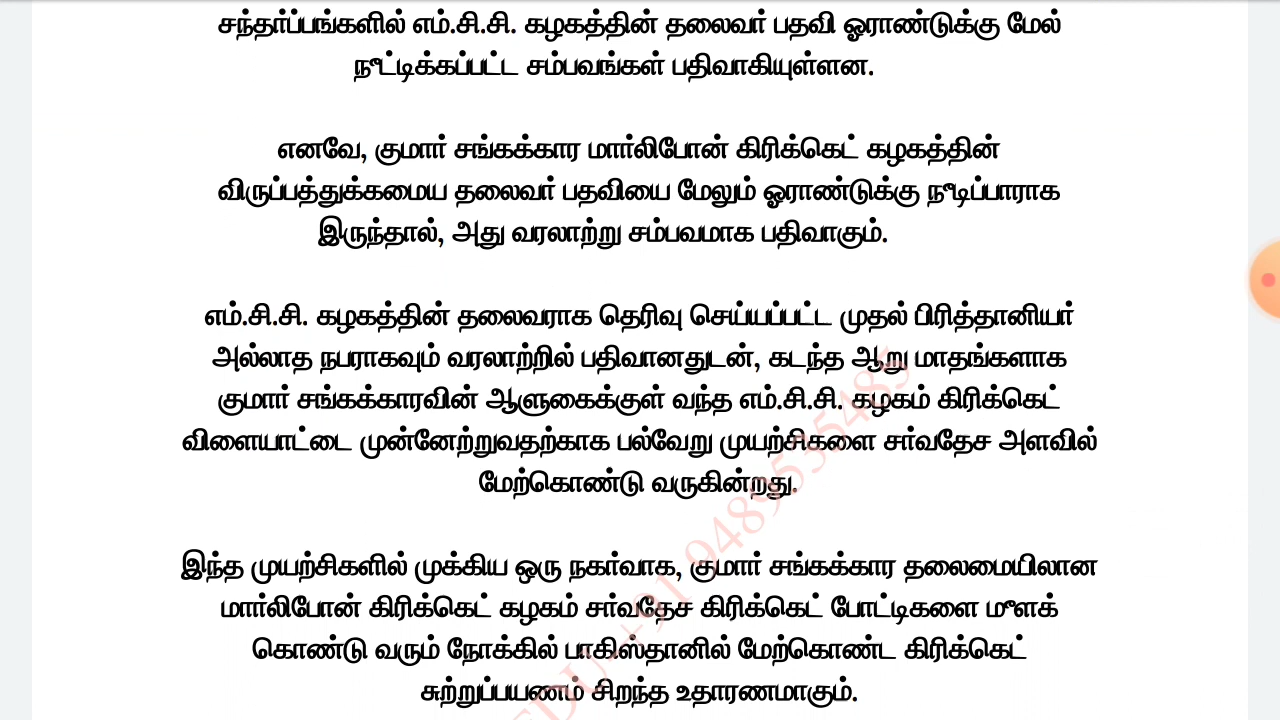 சந்தர்ப்பங்களில் எம்.சி.சி. கழகத்தின் தலைவர் பதவி ஓராண்டுக்கு மேல்
நீட்டிக்கப்பட்ட சம்பவங்கள் பதிவாகியுள்ளன.
எனவே, குமார் சங்கக்கார மார்லிபோன் கிரிக்கெட் கழகத்தின்
விருப்பத்துக்கமைய தலைவர் பதவியை மேலும் ஓராண்டுக்கு நீடிப்பாராக
இருந்தால், அது வரலாற்று சம்பவமாக பதிவாகும்.
எம்.சி.சி. கழகத்தின் தலைவராக தெரிவு செய்யப்பட்ட முதல் பிரித்தானியர்
அல்லாத நபராகவும் வரலாற்றில் பதிவானதுடன், கடந்த ஆறு மாதங்களாக
குமார் சங்கக்காரவின் ஆளுகைக்குள் வந்த எம்.சி.சி. கழகம் கிரிக்கெட்
விளையாட்டை முன்னேற்றுவதற்காக பல்வேறு முயற்சிகளை சர்வதேச அளவில்
மேற்கொண்டு வருகின்றது.
இந்த முயற்சிகளில் முக்கிய ஒரு நகர்வாக, குமார் சங்கக்கார தலைமையிலான
மார்லிபோன் கிரிக்கெட் கழகம் சர்வதேச கிரிக்கெட் போட்டிகளை மீளக்
கொண்டு வரும் நோக்கில் பாகிஸ்தானில் மேற்கொண்ட கிரிக்கெட்
சுற்றுப்பயணம் சிறந்த உதாரணமாகும்.
EDU +91 9489535485